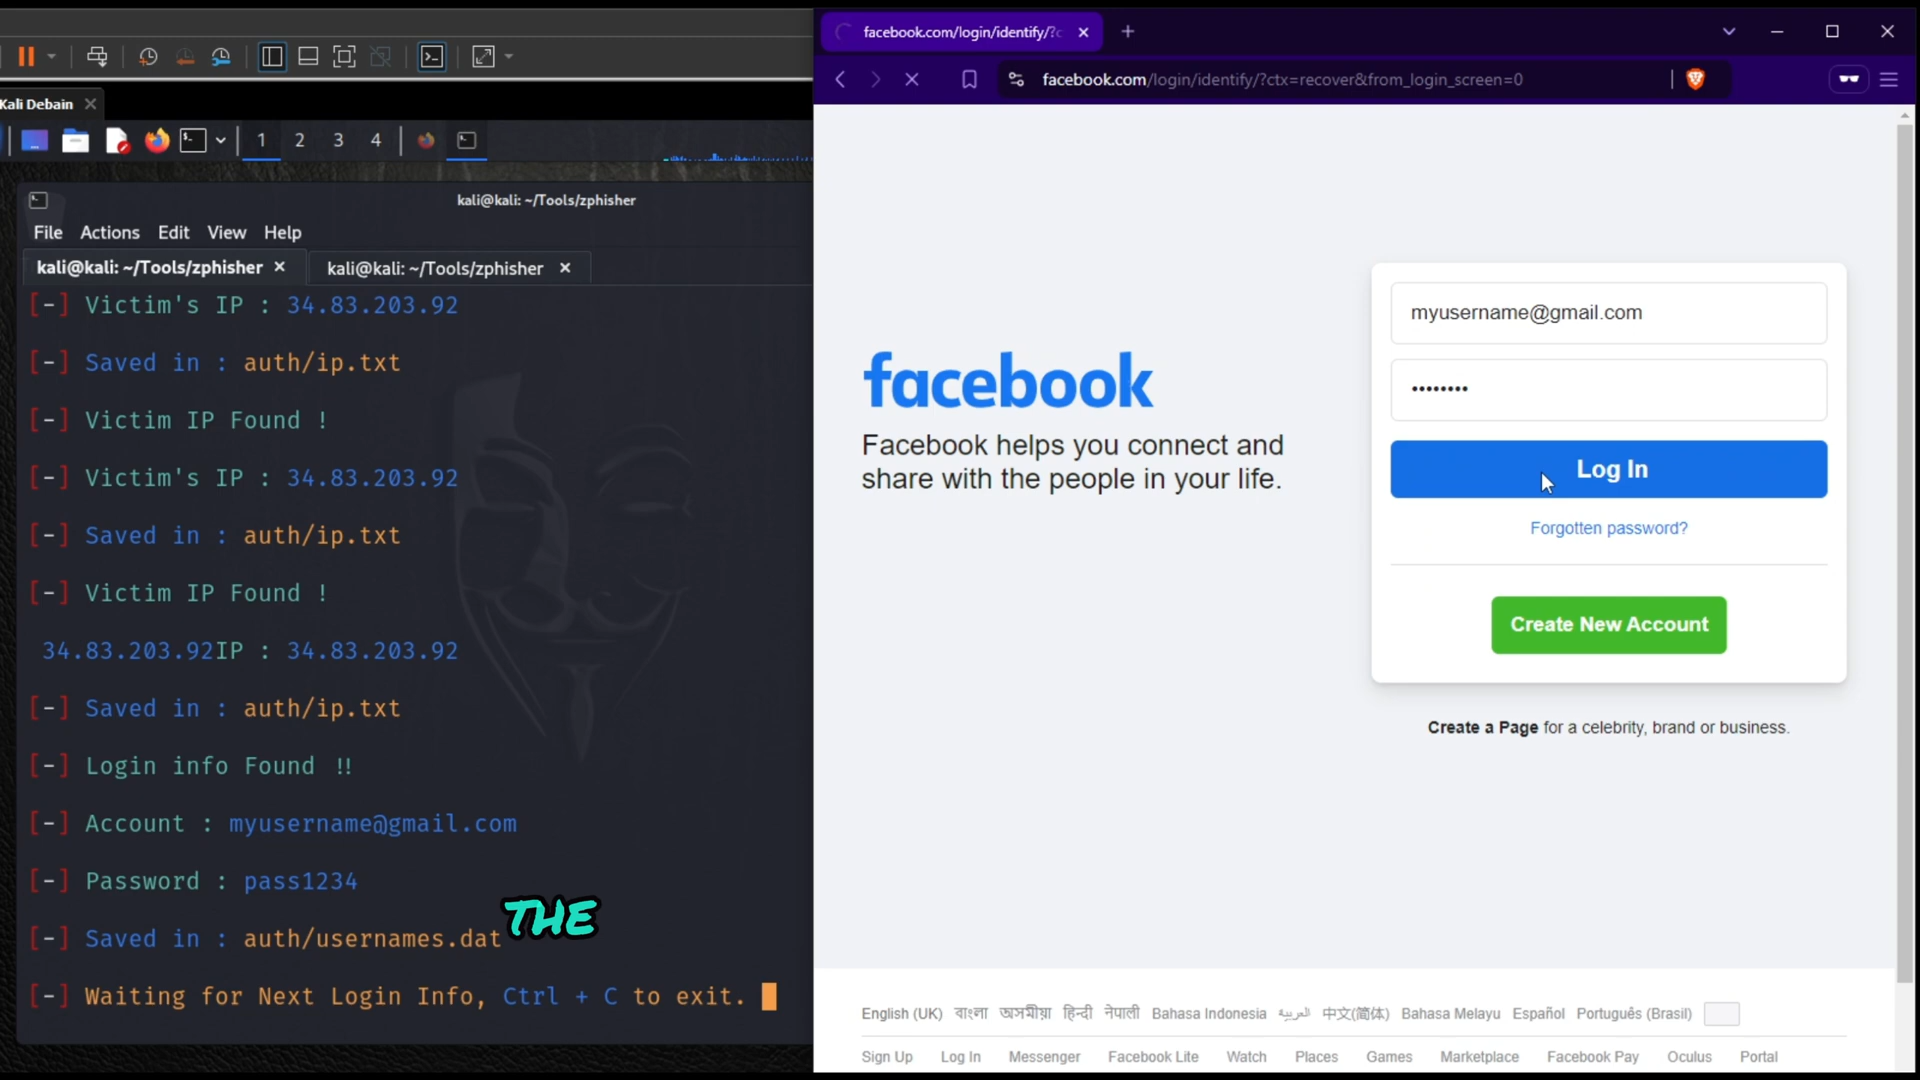 Kali Debain
1 2 3 4
kali@kali: ~/Tools/zphisher
File Actions Edit View Help
kali@kali: ~/Tools/zphisher
kali@kali: ~/Tools/zphisher
[-] Victim's IP : 34.83.203.92
[-] Saved in : auth/ip.txt
[-] Victim IP Found !
[-] Victim's IP : 34.83.203.92
[-] Saved in : auth/ip.txt
[-] Victim IP Found !
34.83.203.92IP : 34.83.203.92
[-] Saved in : auth/ip.txt
[-] Login info Found !!
[-] Account : myusername@gmail.com
[-] Password : pass1234
THE
[-] Saved in : auth/usernames.dat
[-] Waiting for Next Login Info, Ctrl + C to exit.
facebook.com/login/identify/?c
facebook.com/login/identify/?ctx=recover&from_login_screen=0
facebook
Facebook helps you connect and
share with the people in your life.
myusername@gmail.com
••••••••
Log In
Forgotten password?
Create New Account
Create a Page for a celebrity, brand or business.
English (UK) বাংলা অসমীয়া हिन्दी नेपाली Bahasa Indonesia العربية 中文(简体) Bahasa Melayu Español Português (Brasil)
Sign Up Log In Messenger Facebook Lite Watch Places Games Marketplace Facebook Pay Oculus Portal